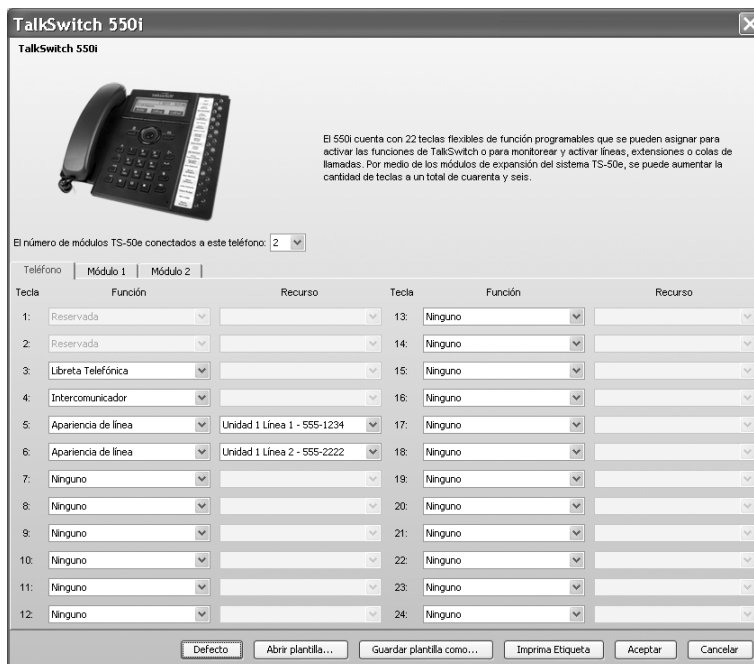 TalkSwitch 550i
TalkSwitch 550i
El 550i cuenta con 22 teclas flexibles de función programables que se pueden asignar para
activar las funciones de TalkSwitch o para monitorear y activar líneas, extensiones o colas de
llamadas. Por medio de los módulos de expansión del sistema TS-50e, se puede aumentar la
cantidad de teclas a un total de cuarenta y seis.
El número de módulos TS-50e conectados a este teléfono: 2
Teléfono Módulo 1 Módulo 2
Tecla Función Recurso Tecla Función Recurso
1: Reservada 13: Ninguno
2: Reservada 14: Ninguno
3: Libreta Telefónica 15: Ninguno
4: Intercomunicador 16: Ninguno
5: Apariencia de línea Unidad 1 Línea 1 - 555-1234 17: Ninguno
6: Apariencia de línea Unidad 1 Línea 2 - 555-2222 18: Ninguno
7: Ninguno 19: Ninguno
8: Ninguno 20: Ninguno
9: Ninguno 21: Ninguno
10: Ninguno 22: Ninguno
11: Ninguno 23: Ninguno
12: Ninguno 24: Ninguno
Defecto Abrir plantilla... Guardar plantilla como... Imprima Etiqueta Aceptar Cancelar